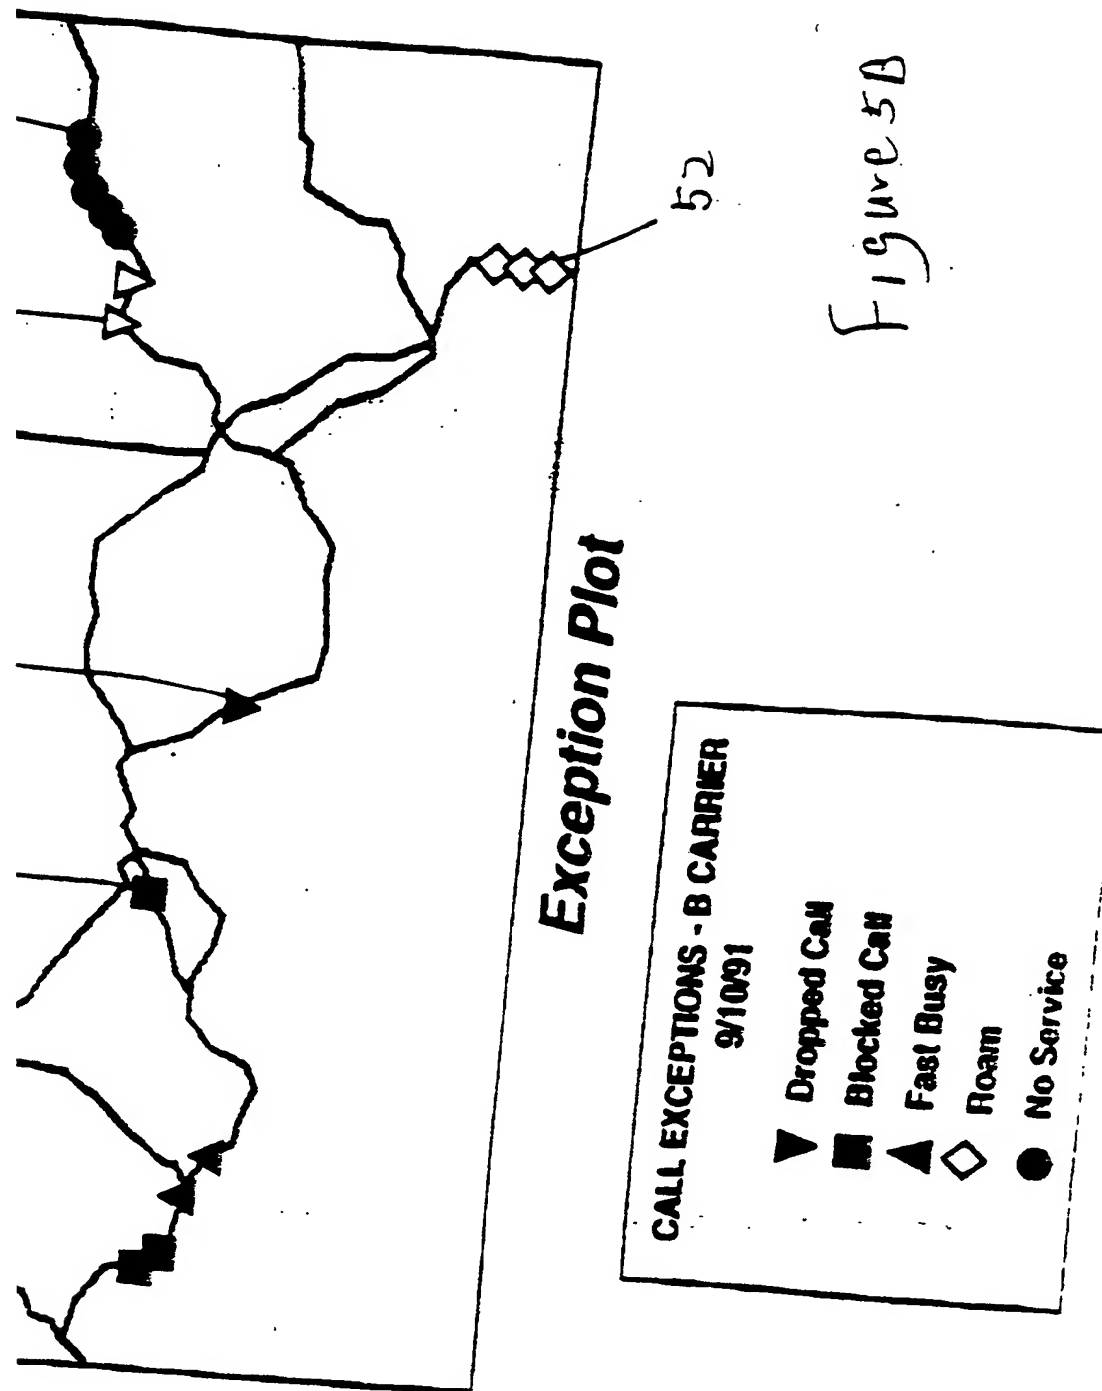 52
Exception Plot
CALL EXCEPTIONS - B CARRIER
9/10/91
Dropped Call
Blocked Call
Fast Busy
Roam
No Service
Figure 5B